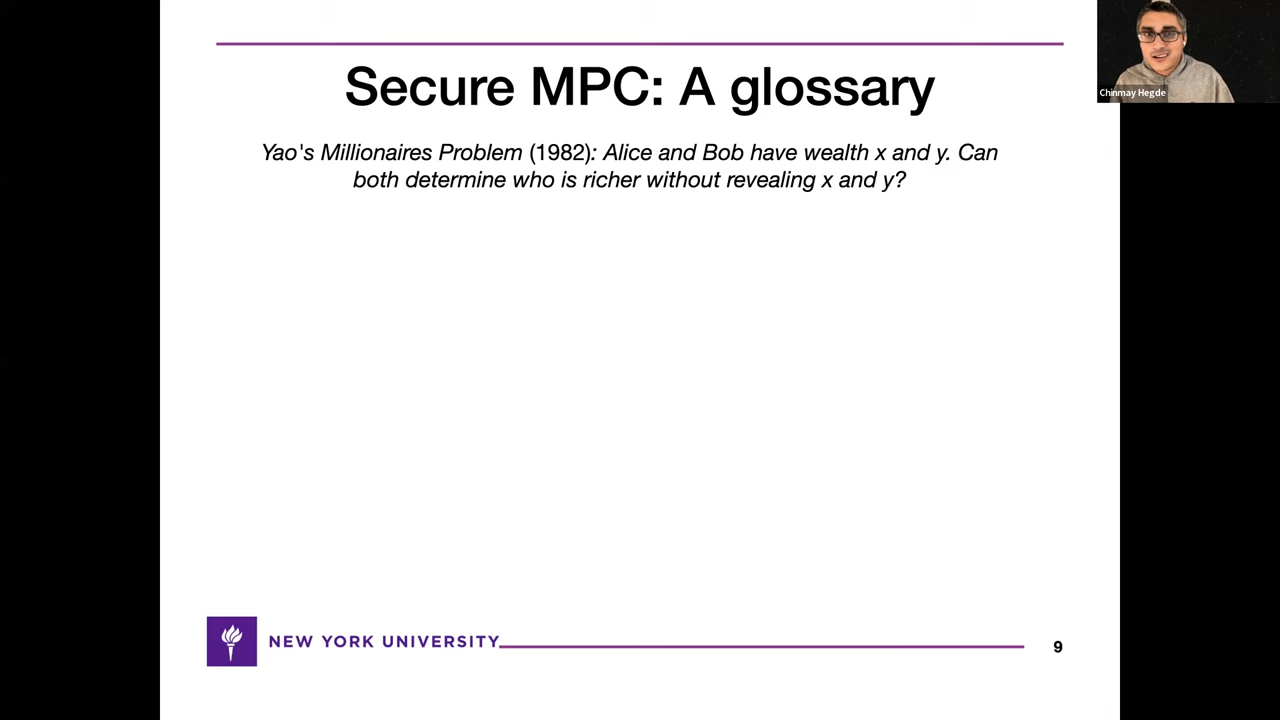 Secure MPC: A glossary
Chinmay Hegde
Yao's Millionaires Problem (1982): Alice and Bob have wealth x and y. Can
both determine who is richer without revealing x and y?
NEW YORK UNIVERSITY
9